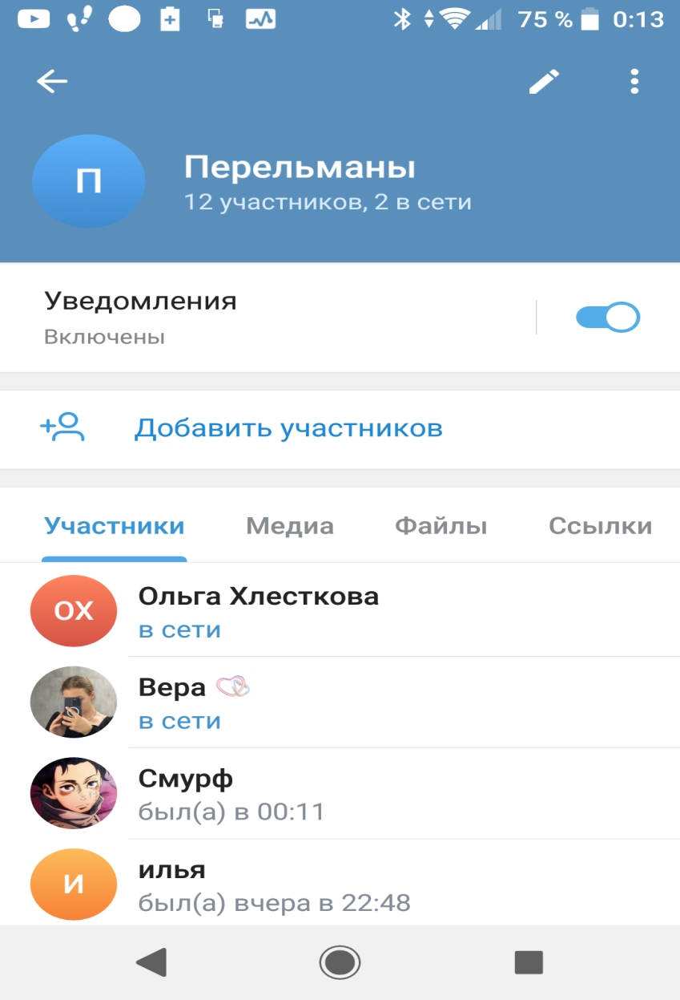 75 % 0:13
П
Перельманы
12 участников, 2 в сети
Уведомления
Включены
Добавить участников
Участники Медиа Файлы Ссылки
ОХ
Ольга Хлесткова
в сети
Вера
в сети
Смурф
был(а) в 00:11
И
илья
был(а) вчера в 22:48